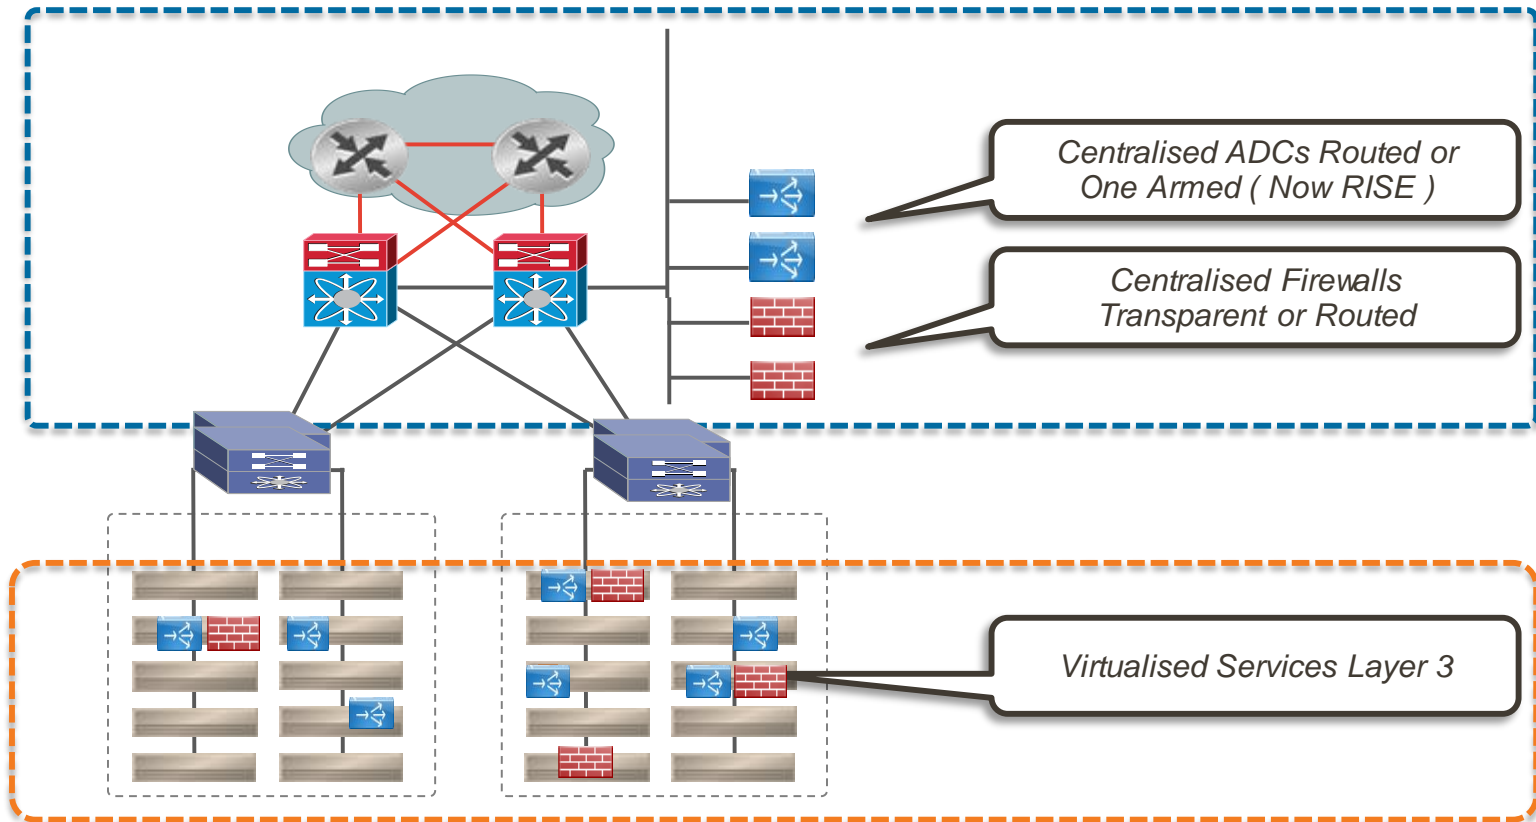 Centralised ADCs Routed or
One Armed ( Now RISE )
Centralised Firewalls
Transparent or Routed
Virtualised Services Layer 3